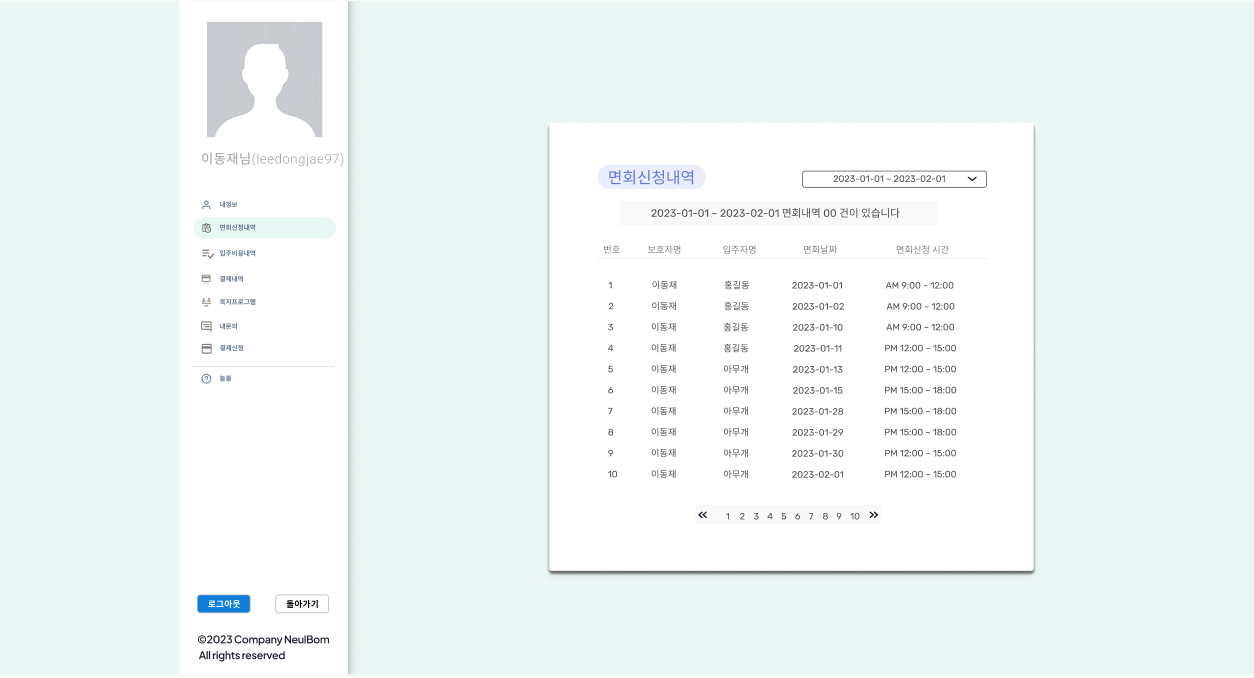 이동재님(leedongjae97)
내정보
면회신청내역
입주비용내역
결제내역
복지프로그램
내문의
결제신청
늘봄
로그아웃 돌아가기
©2023 Company NeulBom
All rights reserved
면회신청내역 2023-01-01 ~ 2023-02-01
2023-01-01 ~ 2023-02-01 면회내역 00 건이 있습니다
번호 보호자명 입주자명 면회날짜 면회신청 시간
1 이동재 홍길동 2023-01-01 AM 9:00 ~ 12:00
2 이동재 홍길동 2023-01-02 AM 9:00 ~ 12:00
3 이동재 홍길동 2023-01-10 AM 9:00 ~ 12:00
4 이동재 홍길동 2023-01-11 PM 12:00 ~ 15:00
5 이동재 아무개 2023-01-13 PM 12:00 ~ 15:00
6 이동재 아무개 2023-01-15 PM 15:00 ~ 18:00
7 이동재 아무개 2023-01-28 PM 15:00 ~ 18:00
8 이동재 아무개 2023-01-29 PM 15:00 ~ 18:00
9 이동재 아무개 2023-01-30 PM 12:00 ~ 15:00
10 이동재 아무개 2023-02-01 PM 12:00 ~ 15:00
« 1 2 3 4 5 6 7 8 9 10 »